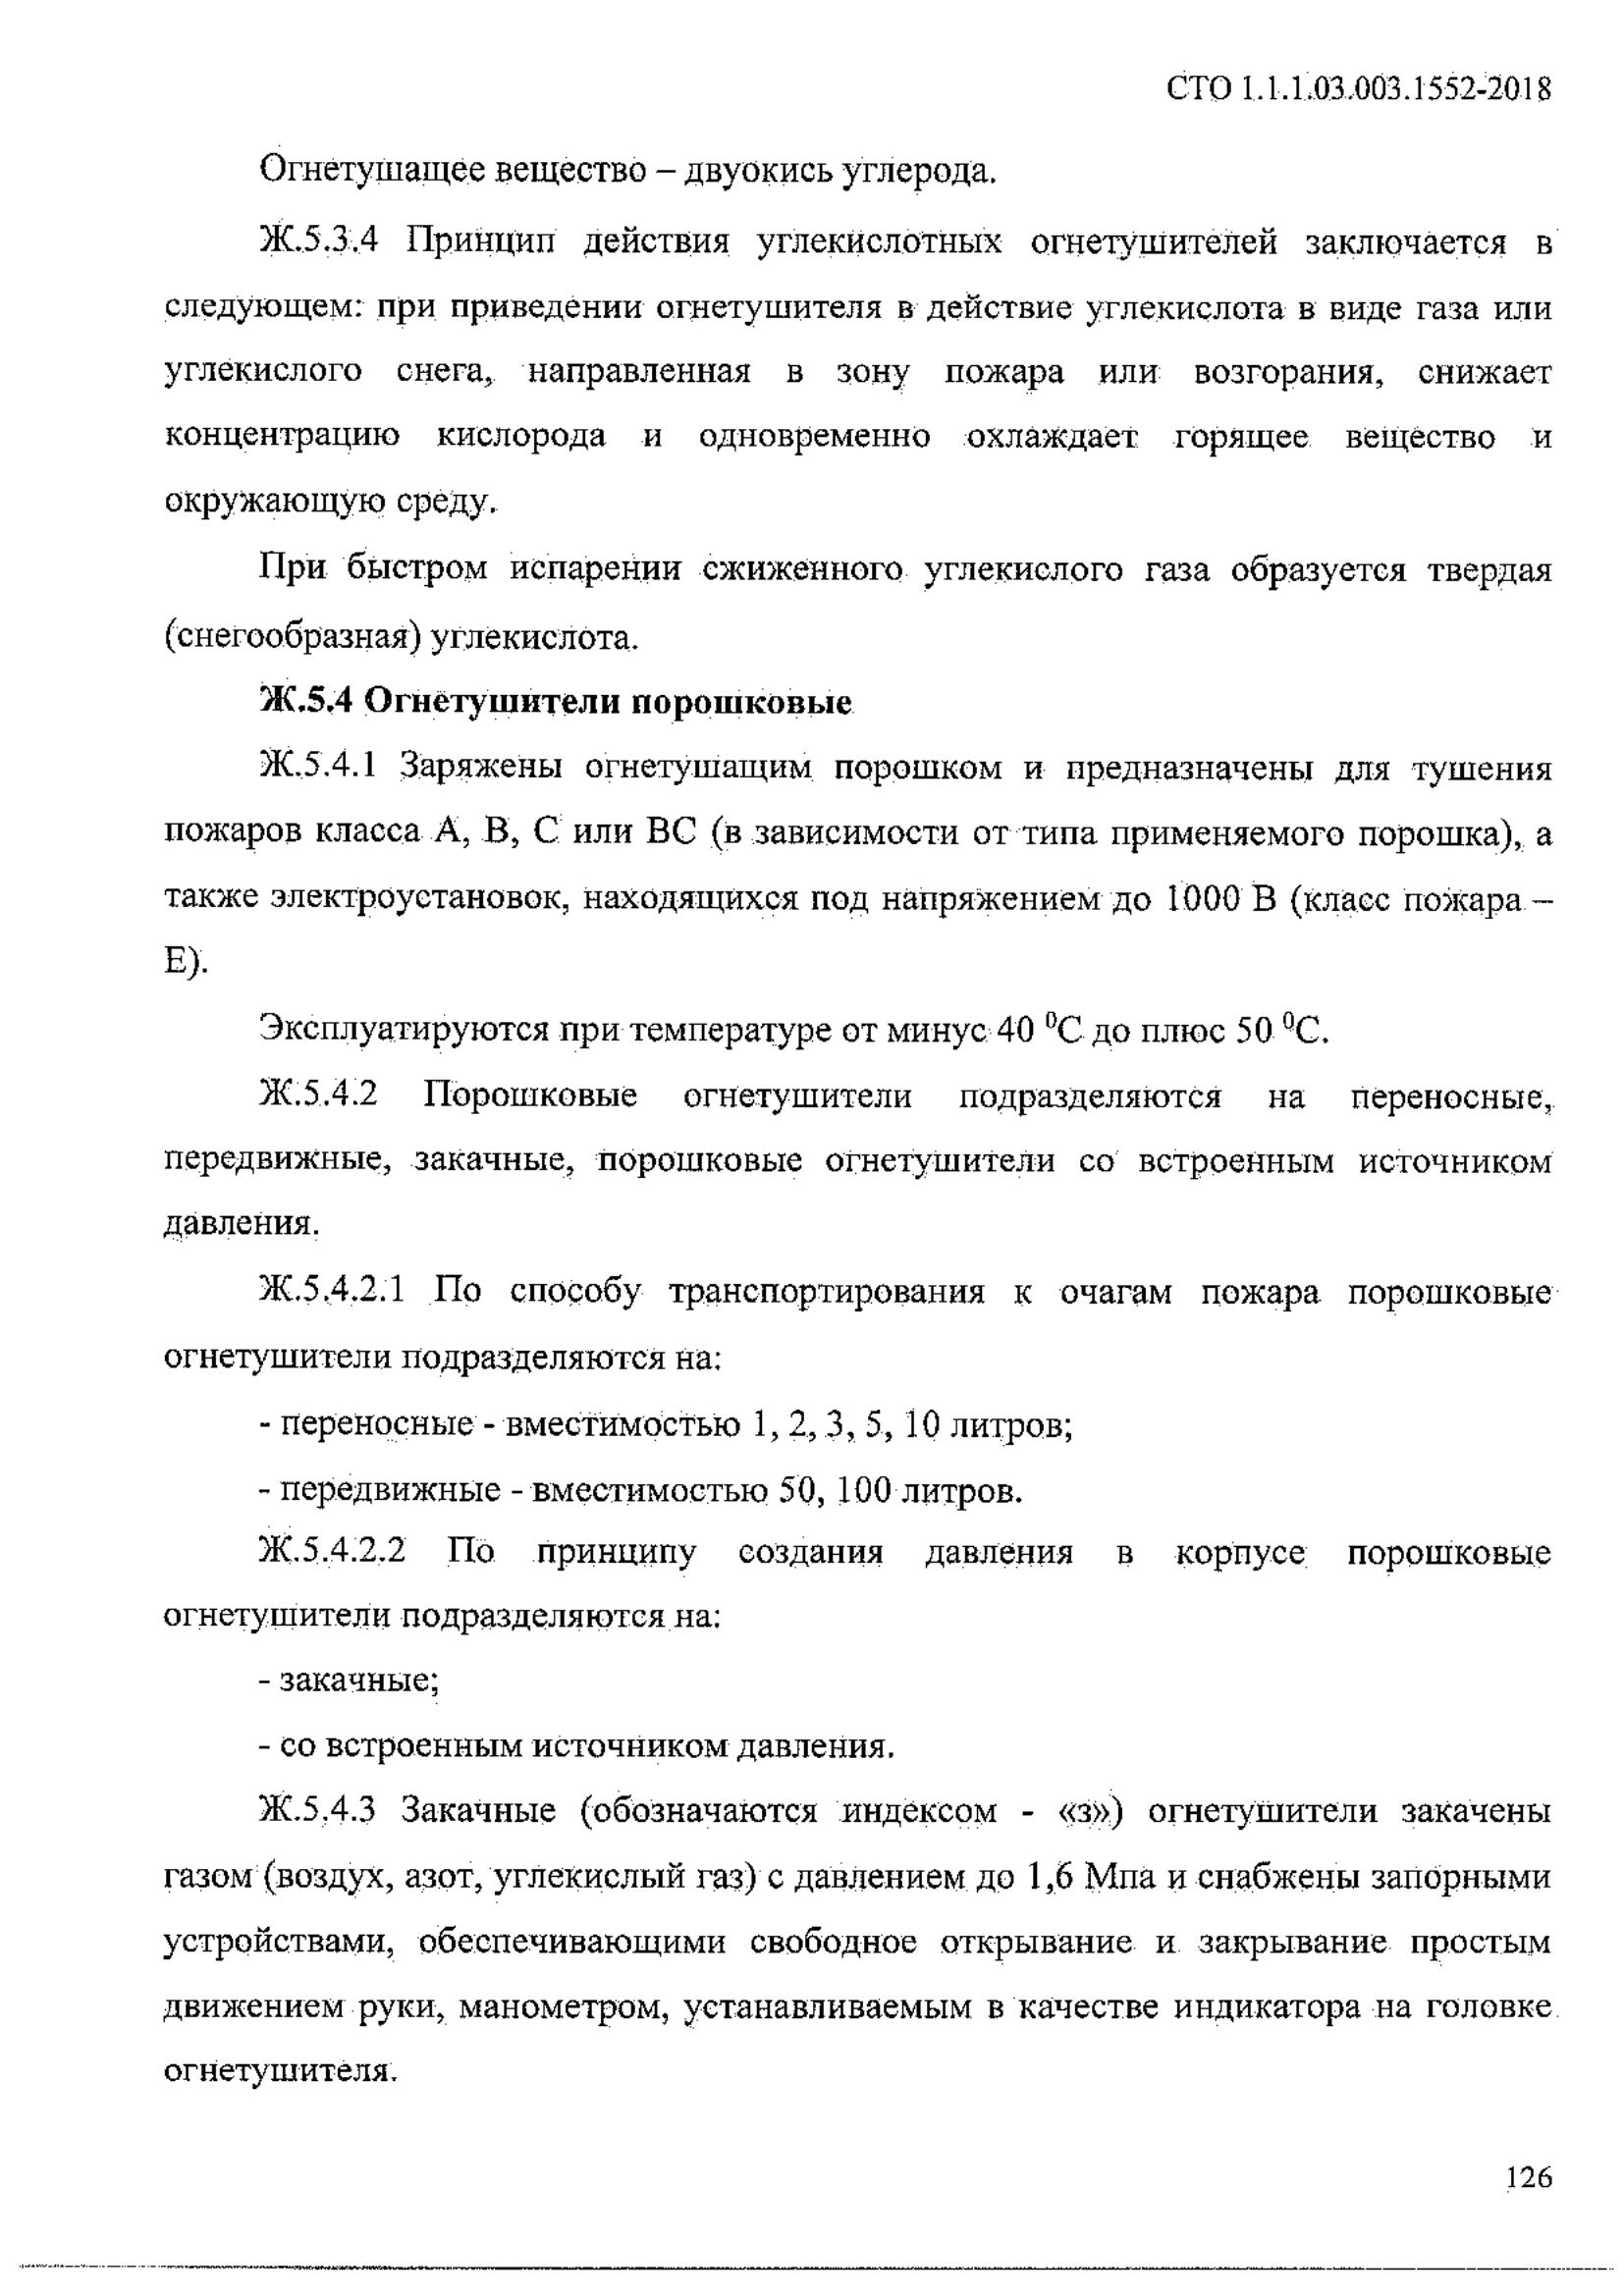 СТО 1.1.1.03.003.1552-2018
Огнетушащее вещество – двуокись углерода.
Ж.5.3.4 Принцип действия углекислотных огнетушителей заключается в
следующем: при приведении огнетушителя в действие углекислота в виде газа или
углекислого снега, направленная в зону пожара или возгорания, снижает
концентрацию кислорода и одновременно охлаждает горящее вещество и
окружающую среду.
При быстром испарении сжиженного углекислого газа образуется твердая
(снегообразная) углекислота.
Ж.5.4 Огнетушители порошковые
Ж.5.4.1 Заряжены огнетушащим порошком и предназначены для тушения
пожаров класса А, В, С или ВС (в зависимости от типа применяемого порошка), а
также электроустановок, находящихся под напряжением до 1000 В (класс пожара –
Е).
Эксплуатируются при температуре от минус 40 ⁰С до плюс 50 ⁰С.
Ж.5.4.2 Порошковые огнетушители подразделяются на переносные,
передвижные, закачные, порошковые огнетушители со встроенным источником
давления.
Ж.5.4.2.1 По способу транспортирования к очагам пожара порошковые
огнетушители подразделяются на:
- переносные - вместимостью 1, 2, 3, 5, 10 литров;
- передвижные - вместимостью 50, 100 литров.
Ж.5.4.2.2 По принципу создания давления в корпусе порошковые
огнетушители подразделяются на:
- закачные;
- со встроенным источником давления.
Ж.5.4.3 Закачные (обозначаются индексом - «з») огнетушители закачены
газом (воздух, азот, углекислый газ) с давлением до 1,6 Мпа и снабжены запорными
устройствами, обеспечивающими свободное открывание и закрывание простым
движением руки, манометром, устанавливаемым в качестве индикатора на головке
огнетушителя.
126